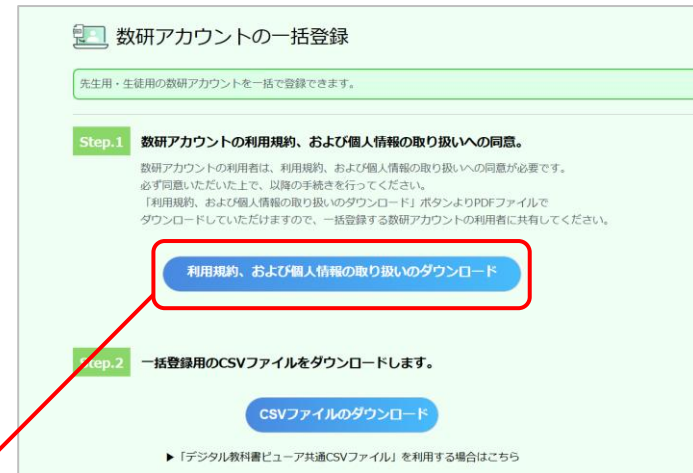 数研アカウントの一括登録
先生用・生徒用の数研アカウントを一括で登録できます。
Step.1 数研アカウントの利用規約、および個人情報の取り扱いへの同意。
数研アカウントの利用者は、利用規約、および個人情報の取り扱いへの同意が必要です。
必ず同意いただいた上で、以降の手続きを行ってください。
「利用規約、および個人情報の取り扱いのダウンロード」ボタンよりPDFファイルで
ダウンロードしていただけますので、一括登録する数研アカウントの利用者に共有してください。
利用規約、および個人情報の取り扱いのダウンロード
Step.2 一括登録用のCSVファイルをダウンロードします。
CSVファイルのダウンロード
▶「デジタル教科書ビューア共通CSVファイル」を利用する場合はこちら